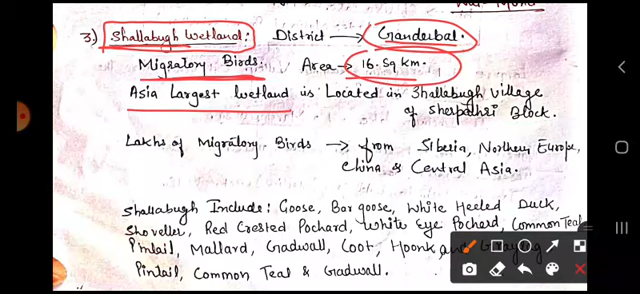 3) Shallabugh Wetland: District → Ganderbal.
Migratory Birds. Area → 16 Sq km.
Asia Largest Wetland is Located in Shallabugh village
of Sherpathri Block.
Lakhs of Migratory Birds → from Siberia, Northern Europe,
China & Central Asia.
Shallabugh Include: Goose, Bar goose, White Heeled Duck,
Shoveller, Red Crested Pochard, White Eye Pochard, Common Teal
Pintail, Mallard, Gadwall, Coot,
Pintail, Common Teal & Gadwall.